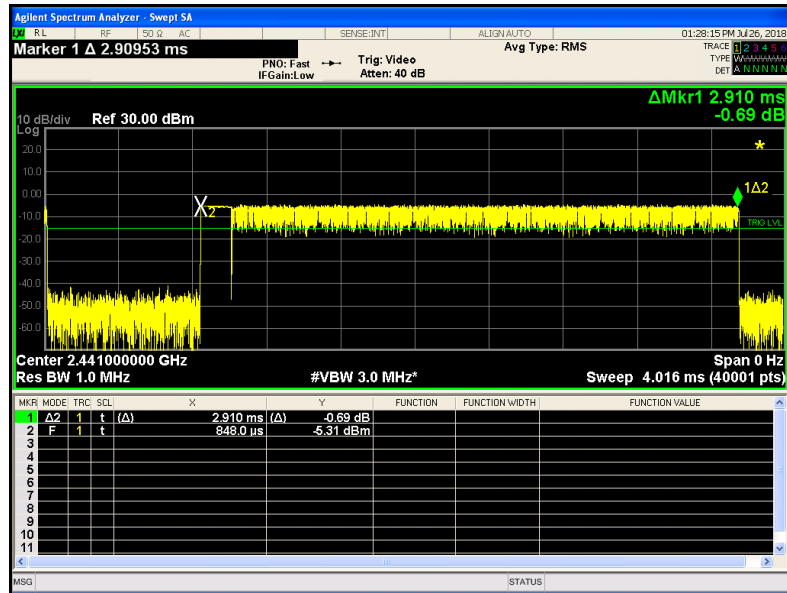 Agilent Spectrum Analyzer - Swept SA
LXI RL RF 50 Ω AC SENSE:INT ALIGN AUTO 01:28:15 PM Jul 26, 2018
Marker 1 Δ 2.90953 ms
PNO: Fast
IFGain:Low
Trig: Video
Atten: 40 dB
Avg Type: RMS
TRACE 1 2 3 4 5 6
TYPE
DET A N N N N N
ΔMkr1 2.910 ms
-0.69 dB
10 dB/div Ref 30.00 dBm
Log
20.0
10.0
0.00
-10.0
-20.0
-30.0
-40.0
-50.0
-60.0
X2
1Δ2
TRIG LVL
Center 2.441000000 GHz Span 0 Hz
Res BW 1.0 MHz #VBW 3.0 MHz* Sweep 4.016 ms (40001 pts)
MKR MODE TRC SCL X Y FUNCTION FUNCTION WIDTH FUNCTION VALUE
1 Δ2 1 t (Δ) 2.910 ms (Δ) -0.69 dB
2 F 1 t 848.0 µs -5.31 dBm
3
4
5
6
7
8
9
10
11
MSG STATUS